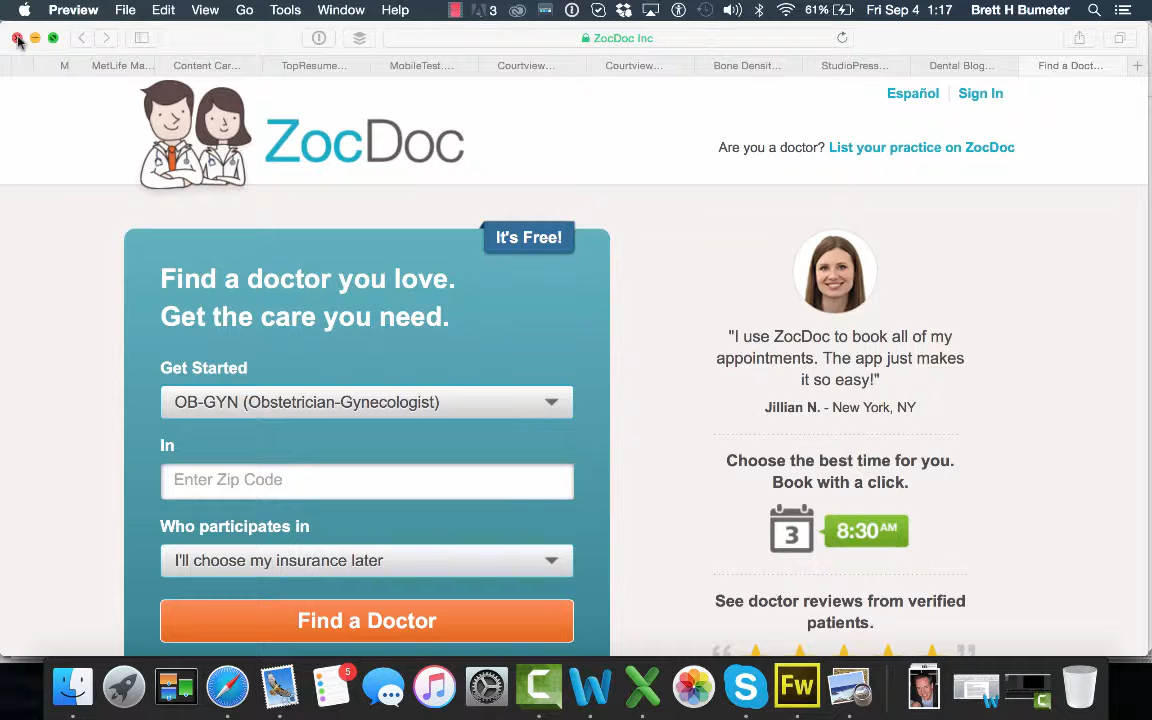 Preview File Edit View Go Tools Window Help 3 61% Fri Sep 4 1:17 Brett H Bumeter
ZocDoc Inc
M MetLife Ma... Content Car... TopResume... MobileTest.... Courtview... Courtview... Bone Densit... StudioPress... Dental Blog... Find a Doct...
Español Sign In
ZocDoc
Are you a doctor? List your practice on ZocDoc
It's Free!
Find a doctor you love.
Get the care you need.
Get Started
OB-GYN (Obstetrician-Gynecologist)
In
Enter Zip Code
Who participates in
I'll choose my insurance later
Find a Doctor
"I use ZocDoc to book all of my
appointments. The app just makes
it so easy!"
Jillian N. - New York, NY
Choose the best time for you.
Book with a click.
3 8:30AM
See doctor reviews from verified
patients.
5
Fw